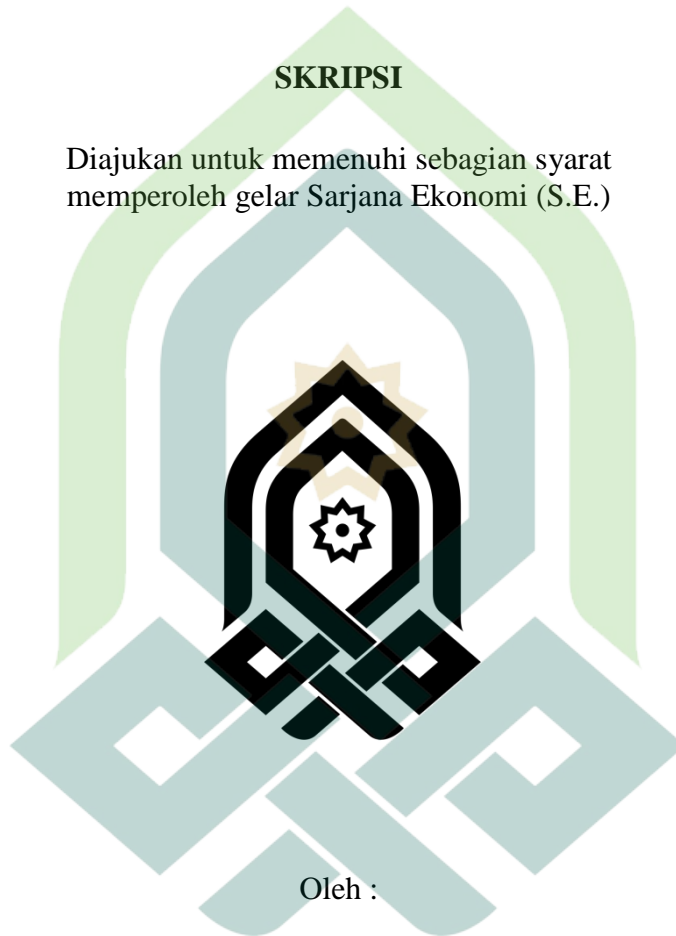 SKRIPSI
Diajukan untuk memenuhi sebagian syarat
memperoleh gelar Sarjana Ekonomi (S.E.)
Oleh :